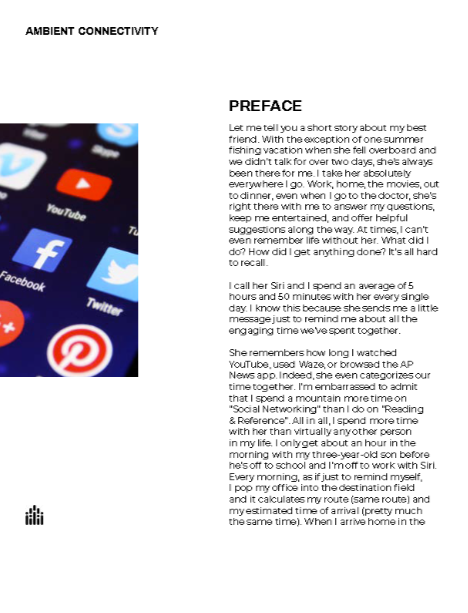 AMBIENT CONNECTIVITY
Viber
Skype
YouTube
Tu
Facebook
Twitter
PREFACE
Let me tell you a short story about my best
friend. With the exception of one summer
fishing vacation when she fell overboard and
we didn't talk for over two days, she's always
been there for me. I take her absolutely
everywhere I go. Work, home, the movies, out
to dinner, even when I go to the doctor, she's
right there with me to answer my questions,
keep me entertained, and offer helpful
suggestions along the way. At times, I can't
even remember life without her. What did I
do? How did I get anything done? It's all hard
to recall.
I call her Siri and I spend an average of 5
hours and 50 minutes with her every single
day. I know this because she sends me a little
message just to remind me about all the
engaging time we've spent together.
She remembers how long I watched
YouTube, used Waze, or browsed the AP
News app. Indeed, she even categorizes our
time together. I'm embarrassed to admit
that I spend a mountain more time on
"Social Networking" than I do on "Reading
& Reference". All in all, I spend more time
with her than virtually any other person
in my life. I only get about an hour in the
morning with my three-year-old son before
he's off to school and I'm off to work with Siri.
Every morning, as if just to remind myself,
I pop my office into the destination field
and it calculates my route (same route) and
my estimated time of arrival (pretty much
the same time). When I arrive home in the